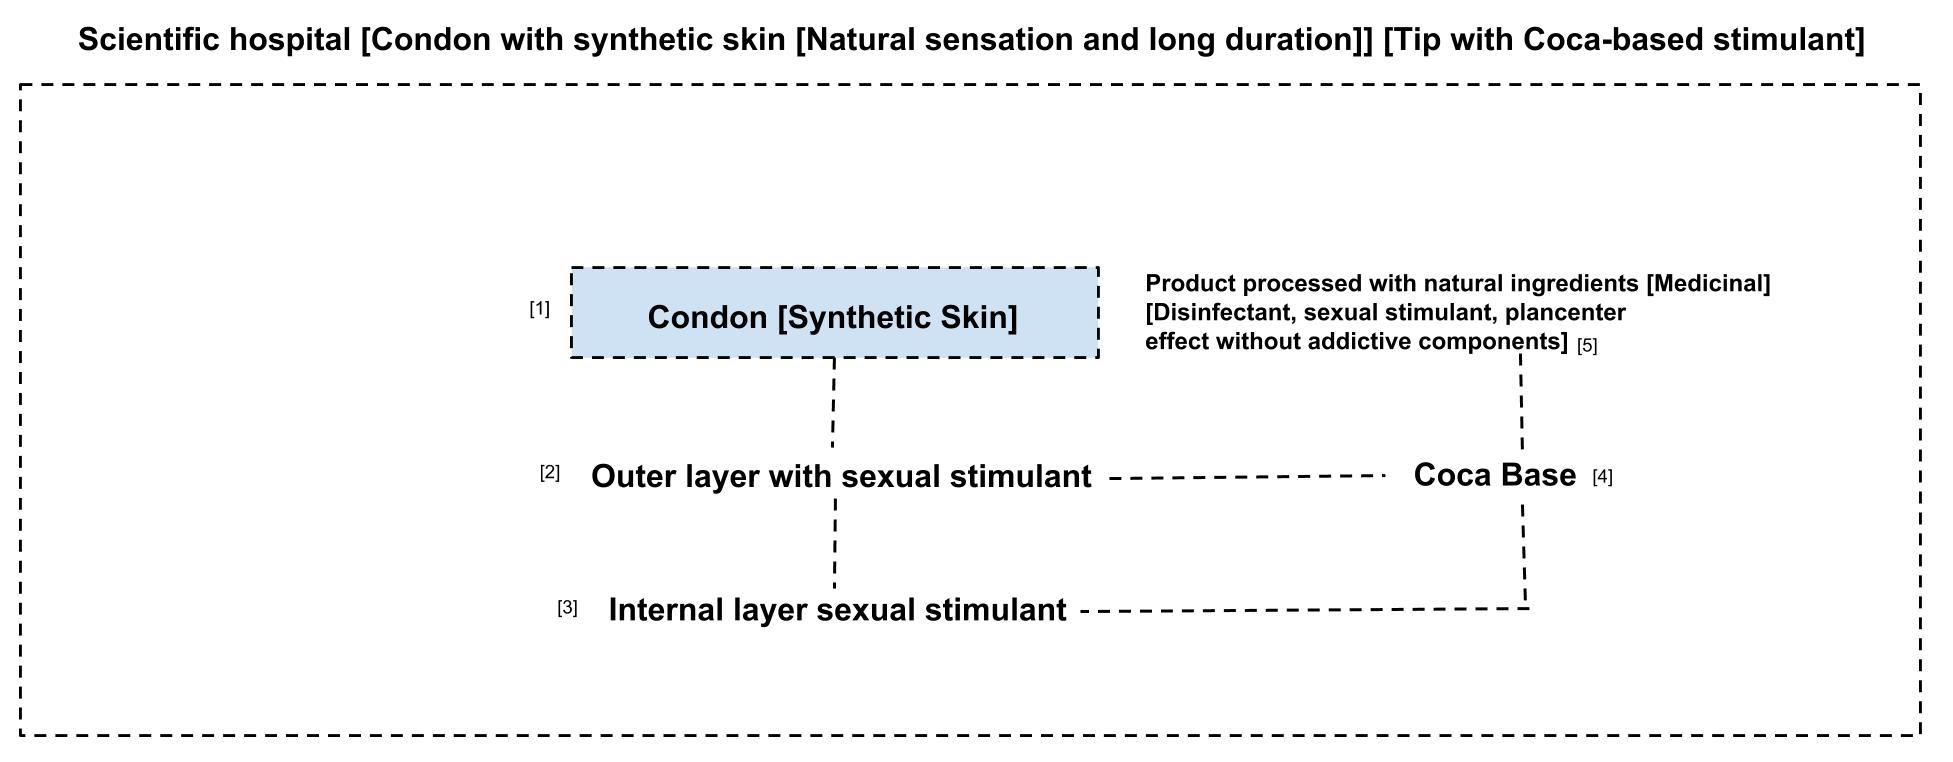 Scientific hospital [Condon with synthetic skin [Natural sensation and long duration]] [Tip with Coca-based stimulant]
[1]
Condon [Synthetic Skin]
Product processed with natural ingredients [Medicinal]
[Disinfectant, sexual stimulant, plancenter
effect without addictive components] [5]
[2]
Outer layer with sexual stimulant
Coca Base [4]
[3]
Internal layer sexual stimulant